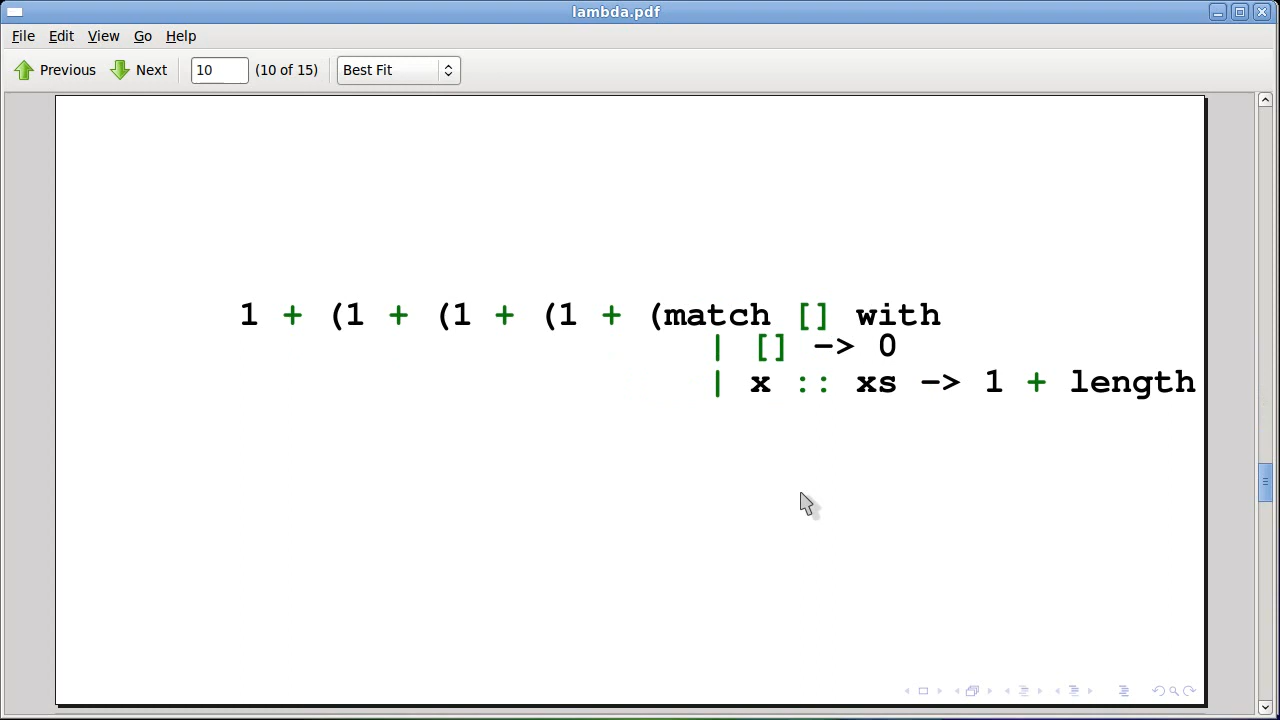 lambda.pdf
File Edit View Go Help
Previous Next 10 (10 of 15) Best Fit
1 + (1 + (1 + (1 + (match [] with
| [] -> 0
| x :: xs -> 1 + length